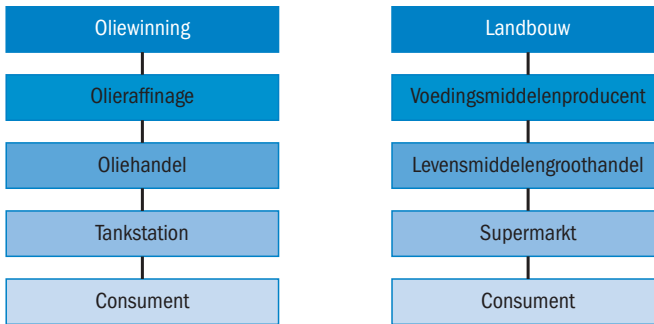 Oliewinning
Olieraffinage
Oliehandel
Tankstation
Consument
Landbouw
Voedingsmiddelenproducent
Levensmiddelengroothandel
Supermarkt
Consument